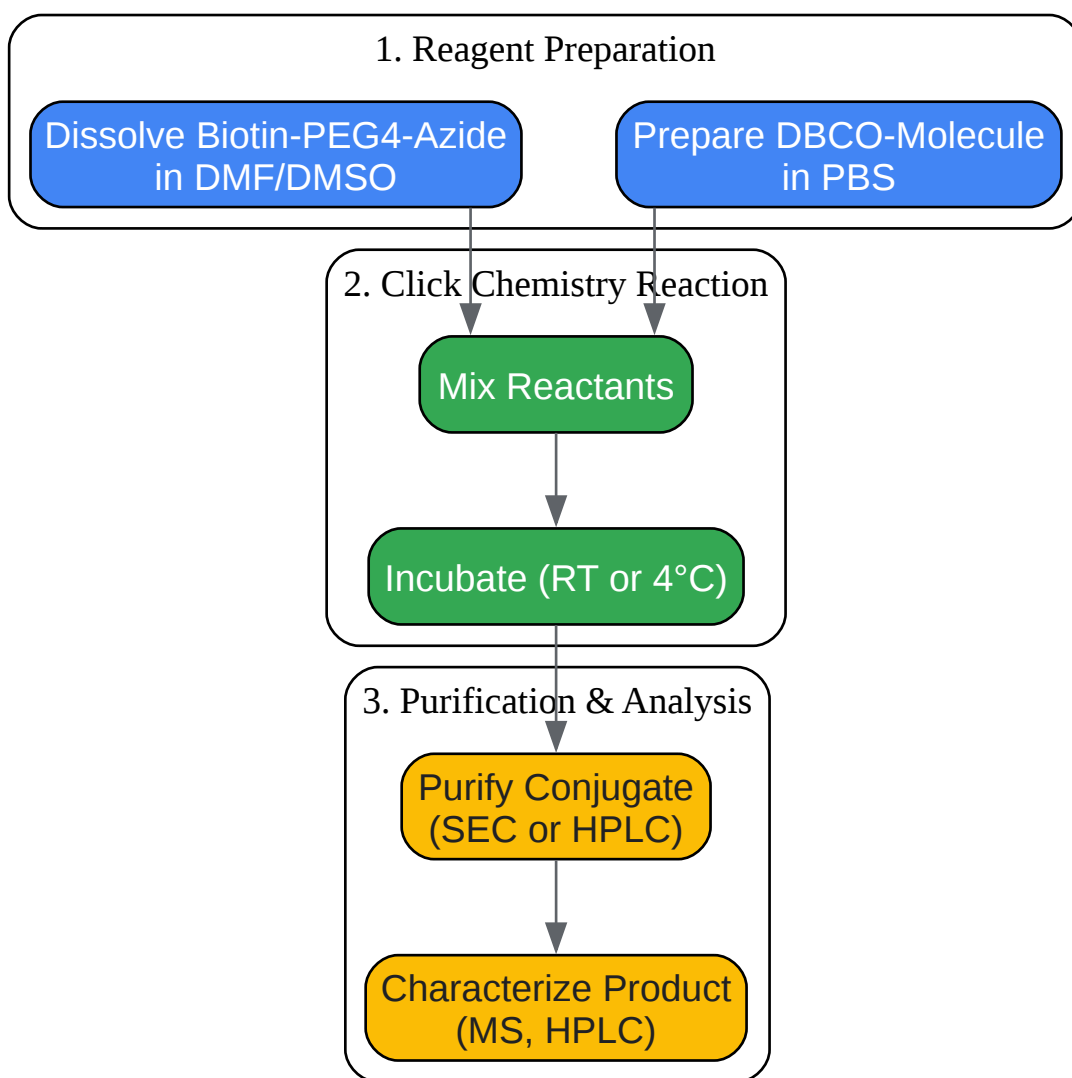 1. Reagent Preparation
Dissolve Biotin-PEG4-Azide
in DMF/DMSO
Prepare DBCO-Molecule
in PBS
2. Click Chemistry Reaction
Mix Reactants
Incubate (RT or 4°C)
3. Purification & Analysis
Purify Conjugate
(SEC or HPLC)
Characterize Product
(MS, HPLC)